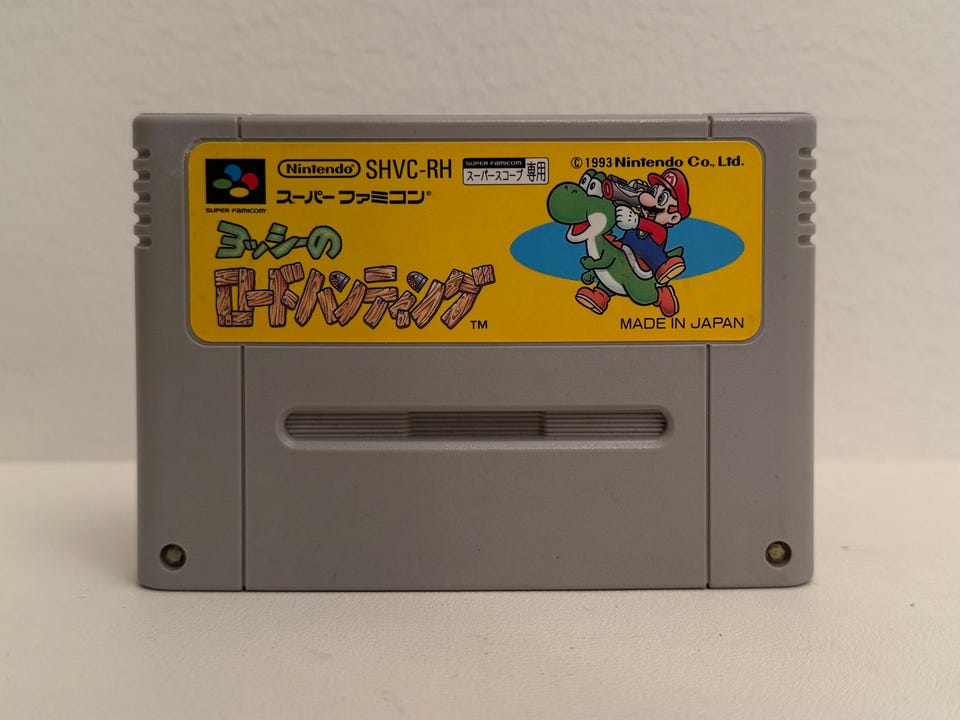 SUPER FAMICOM
Nintendo SHVC-RH
スーパーファミコン
SUPER FAMICOM
スーパースコープ 専用
© 1993 Nintendo Co., Ltd.
ヨッシーの
ロードハンティング ™
MADE IN JAPAN